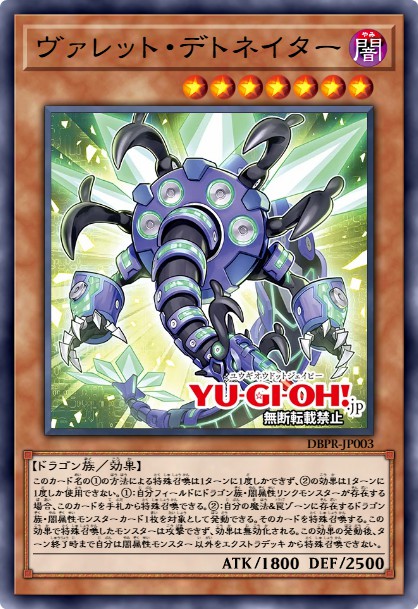 ヴァレット・デトネイター
やみ
闇
ユウギオウドットジェイピー
YU-GI-OH!.jp
無断転載禁止
DBPR-JP003
【ドラゴン族／効果】
このカード名の①の方法による特殊召喚は1ターンに1度しかできず、②の効果は1ターンに
1度しか使用できない。①：自分フィールドにドラゴン族・闇属性リンクモンスターが存在する
場合、このカードを手札から特殊召喚できる。②：自分の魔法&罠ゾーンに存在するドラゴン
族・闇属性モンスターカード1枚を対象として発動できる。そのカードを特殊召喚する。この
効果で特殊召喚したモンスターは攻撃できず、効果は無効化される。この効果の発動後、タ
ーン終了時まで自分は闇属性モンスター以外をエクストラデッキから特殊召喚できない。
ATK/1800 DEF/2500